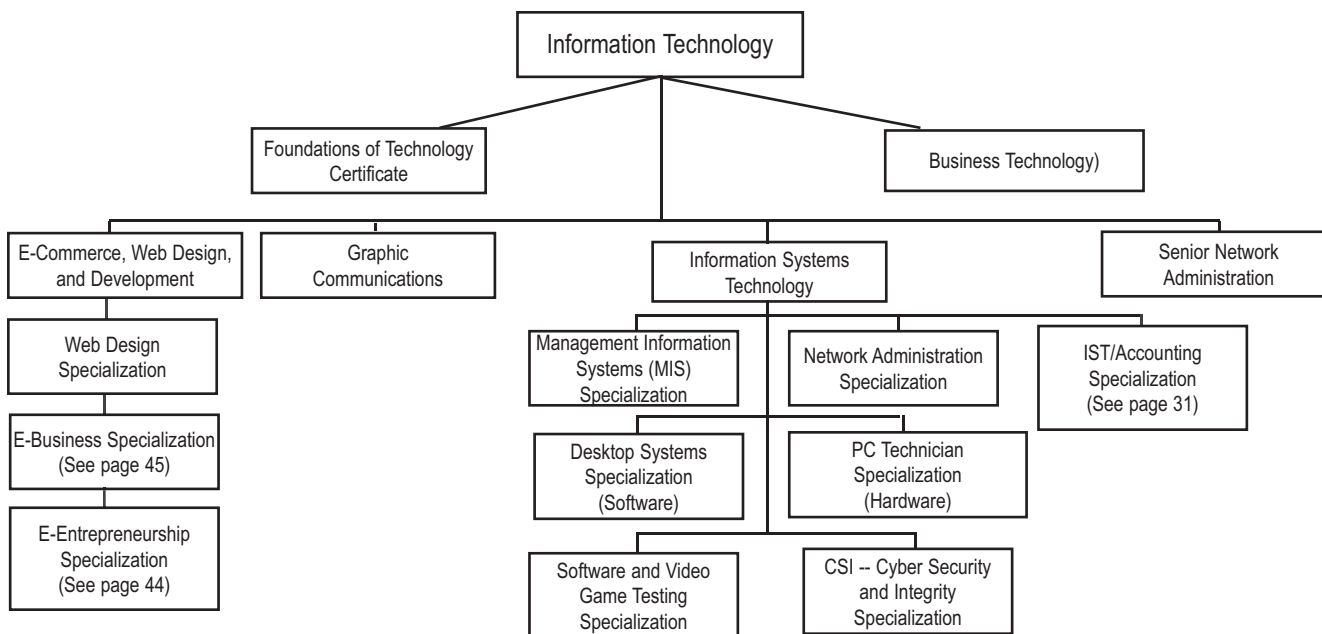 Information Technology
Foundations of Technology
Certificate
Business Technology)
E-Commerce, Web Design,
and Development
Graphic
Communications
Information Systems
Technology
Senior Network
Administration
Web Design
Specialization
E-Business Specialization
(See page 45)
E-Entrepreneurship
Specialization
(See page 44)
Management Information
Systems (MIS)
Specialization
Network Administration
Specialization
IST/Accounting
Specialization
(See page 31)
Desktop Systems
Specialization
(Software)
PC Technician
Specialization
(Hardware)
Software and Video
Game Testing
Specialization
CSI -- Cyber Security
and Integrity
Specialization